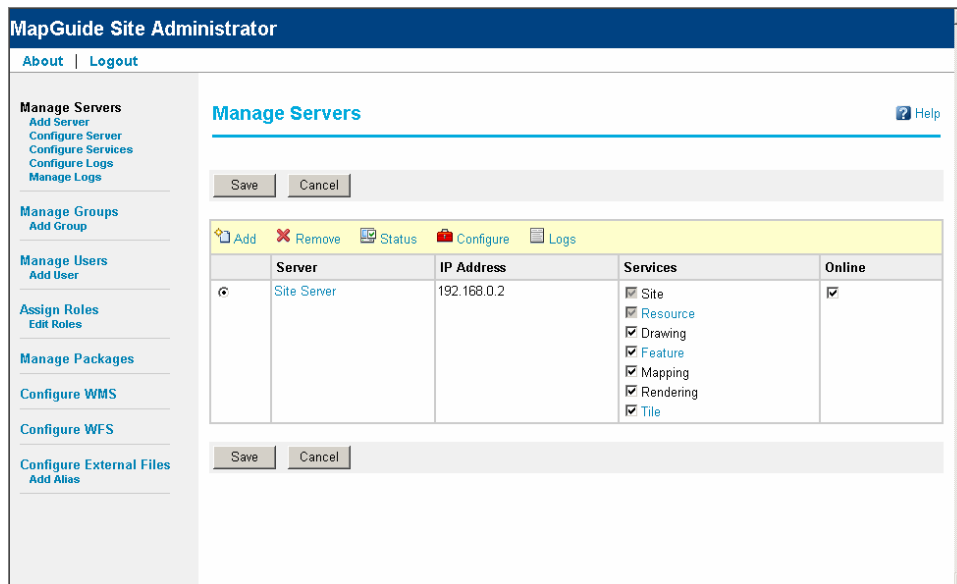 MapGuide Site Administrator
About | Logout
Manage Servers
Add Server
Configure Server
Configure Services
Configure Logs
Manage Logs
Manage Groups
Add Group
Manage Users
Add User
Assign Roles
Edit Roles
Manage Packages
Configure WMS
Configure WFS
Configure External Files
Add Alias
Manage Servers
? Help
Save Cancel
Add Remove Status Configure Logs
Server IP Address Services Online
Site Server 192.168.0.2 Site
Resource
Drawing
Feature
Mapping
Rendering
Tile
Save Cancel